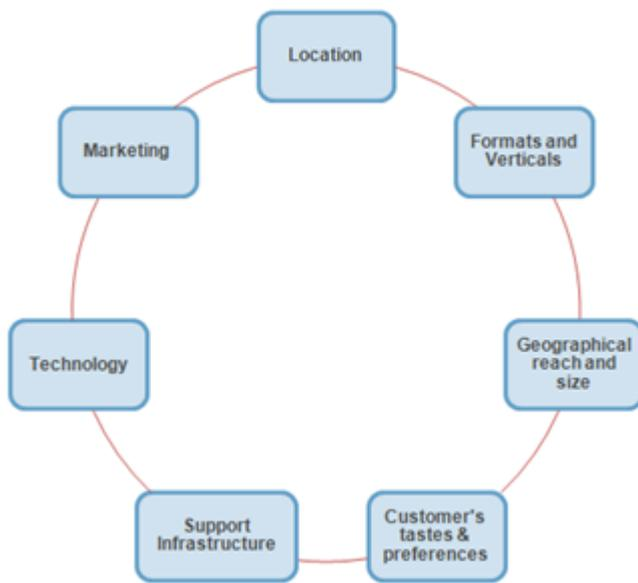 Location
Formats and
Verticals
Geographical
reach and
size
Customer's
tastes &
preferences
Support
Infrastructure
Technology
Marketing